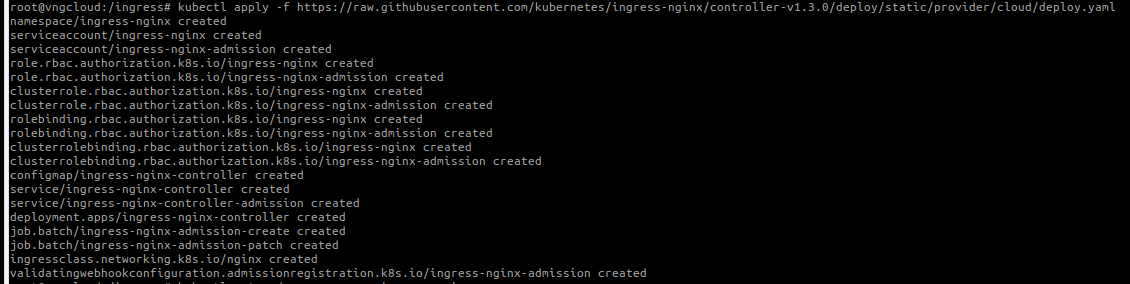 root@vngcloud:/ingress# kubectl apply -f https://raw.githubusercontent.com/kubernetes/ingress-nginx/controller-v1.3.0/deploy/static/provider/cloud/deploy.yaml
namespace/ingress-nginx created
serviceaccount/ingress-nginx created
serviceaccount/ingress-nginx-admission created
role.rbac.authorization.k8s.io/ingress-nginx created
role.rbac.authorization.k8s.io/ingress-nginx-admission created
clusterrole.rbac.authorization.k8s.io/ingress-nginx created
clusterrole.rbac.authorization.k8s.io/ingress-nginx-admission created
rolebinding.rbac.authorization.k8s.io/ingress-nginx created
rolebinding.rbac.authorization.k8s.io/ingress-nginx-admission created
clusterrolebinding.rbac.authorization.k8s.io/ingress-nginx created
clusterrolebinding.rbac.authorization.k8s.io/ingress-nginx-admission created
configmap/ingress-nginx-controller created
service/ingress-nginx-controller created
service/ingress-nginx-controller-admission created
deployment.apps/ingress-nginx-controller created
job.batch/ingress-nginx-admission-create created
job.batch/ingress-nginx-admission-patch created
ingressclass.networking.k8s.io/nginx created
validatingwebhookconfiguration.admissionregistration.k8s.io/ingress-nginx-admission created